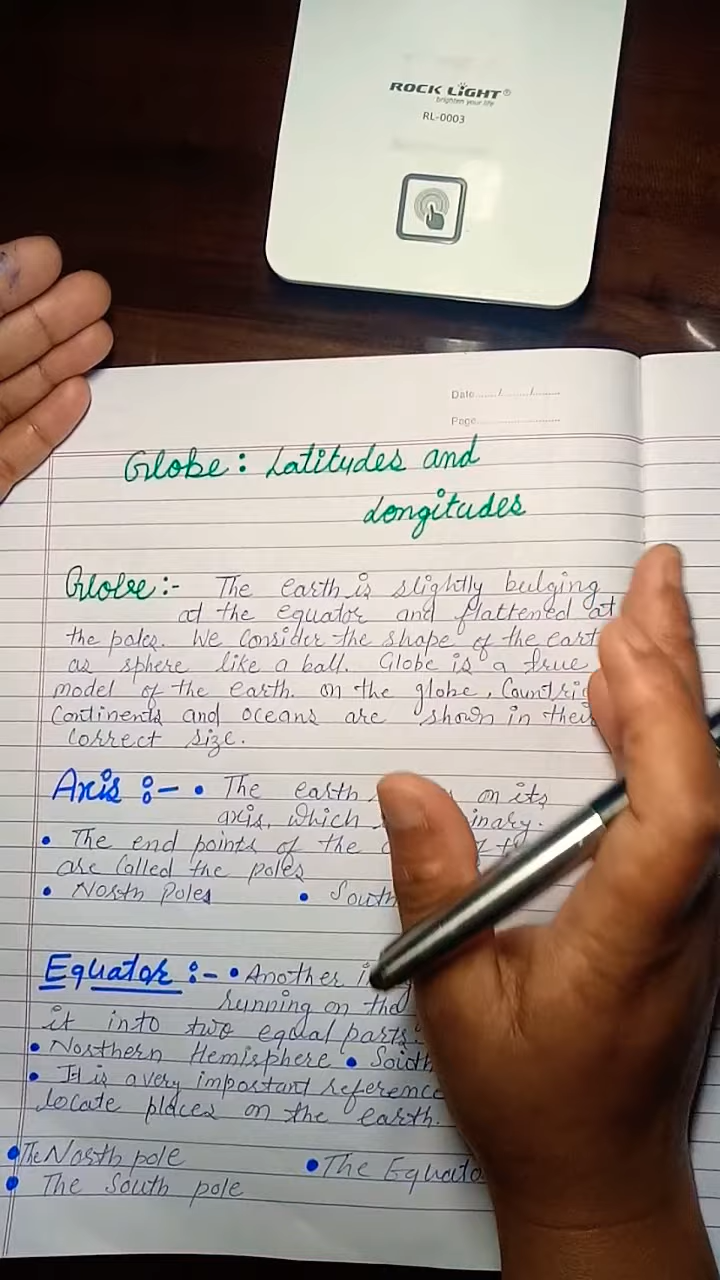 ROCK LiGHT®
brighten your life
RL-0003
Date....../......./.......
Page.....................
Globe: Latitudes and
Longitudes
Globe:- The earth is slightly bulging
at the equator and flattened at
the poles. We consider the shape of the eart
as sphere like a ball. Globe is a true
model of the earth. on the globe, Countri
Continents and oceans are shown in their
correct size.
Axis :- • The earth on its
axis, which inary.
• The end points of the
are called the poles
• North Poles • South
Equator :- • Another
running on the
it into two equal parts.
• Northern Hemisphere • South
• It is a very important reference
locate places on the earth.
• The North pole • The Equato
• The South pole